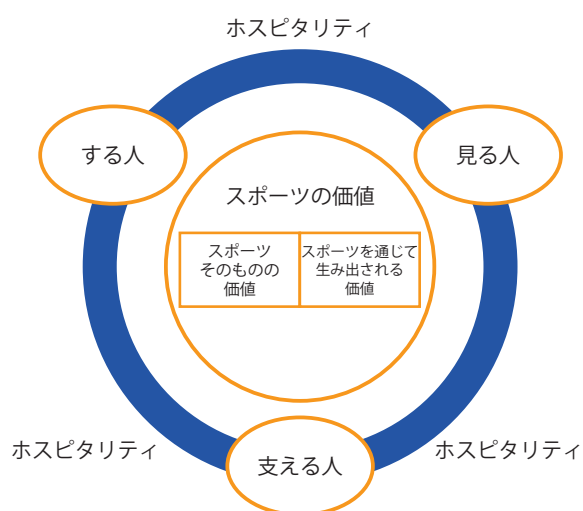 ホスピタリティ
する人
見る人
スポーツの価値
スポーツ
そのものの
価値
スポーツを通じて
生み出される
価値
ホスピタリティ
ホスピタリティ
支える人